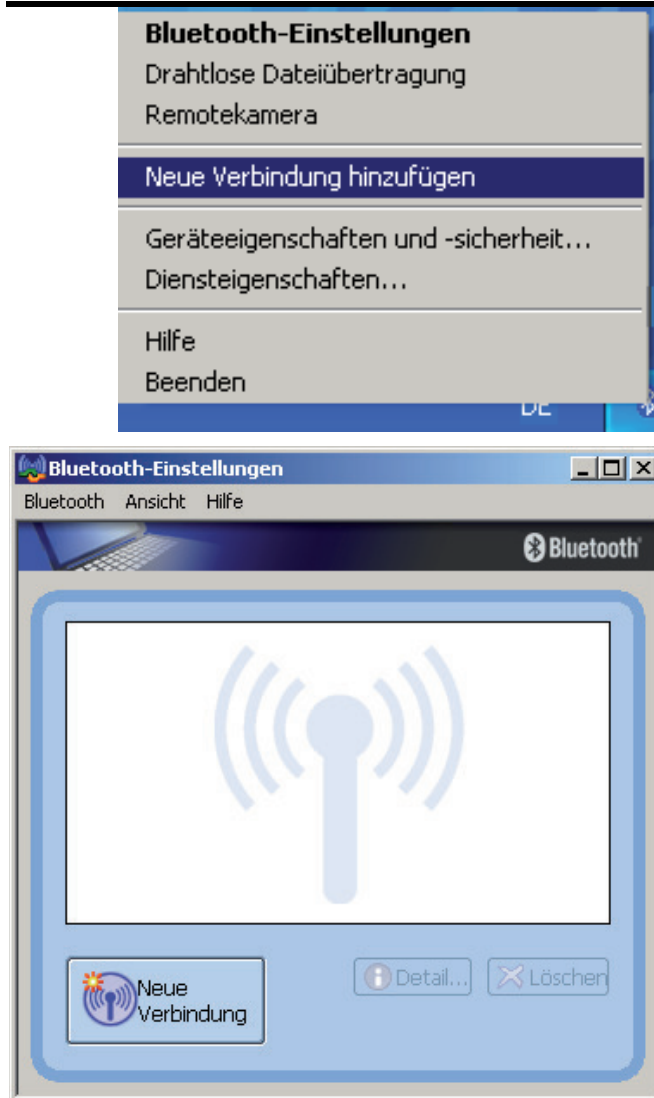 Bluetooth-Einstellungen
Drahtlose Dateiübertragung
Remotekamera
Neue Verbindung hinzufügen
Geräteeigenschaften und -sicherheit...
Diensteigenschaften...
Hilfe
Beenden
DE
Bluetooth-Einstellungen
Bluetooth Ansicht Hilfe
Bluetooth
Neue
Verbindung
Detail...
Löschen